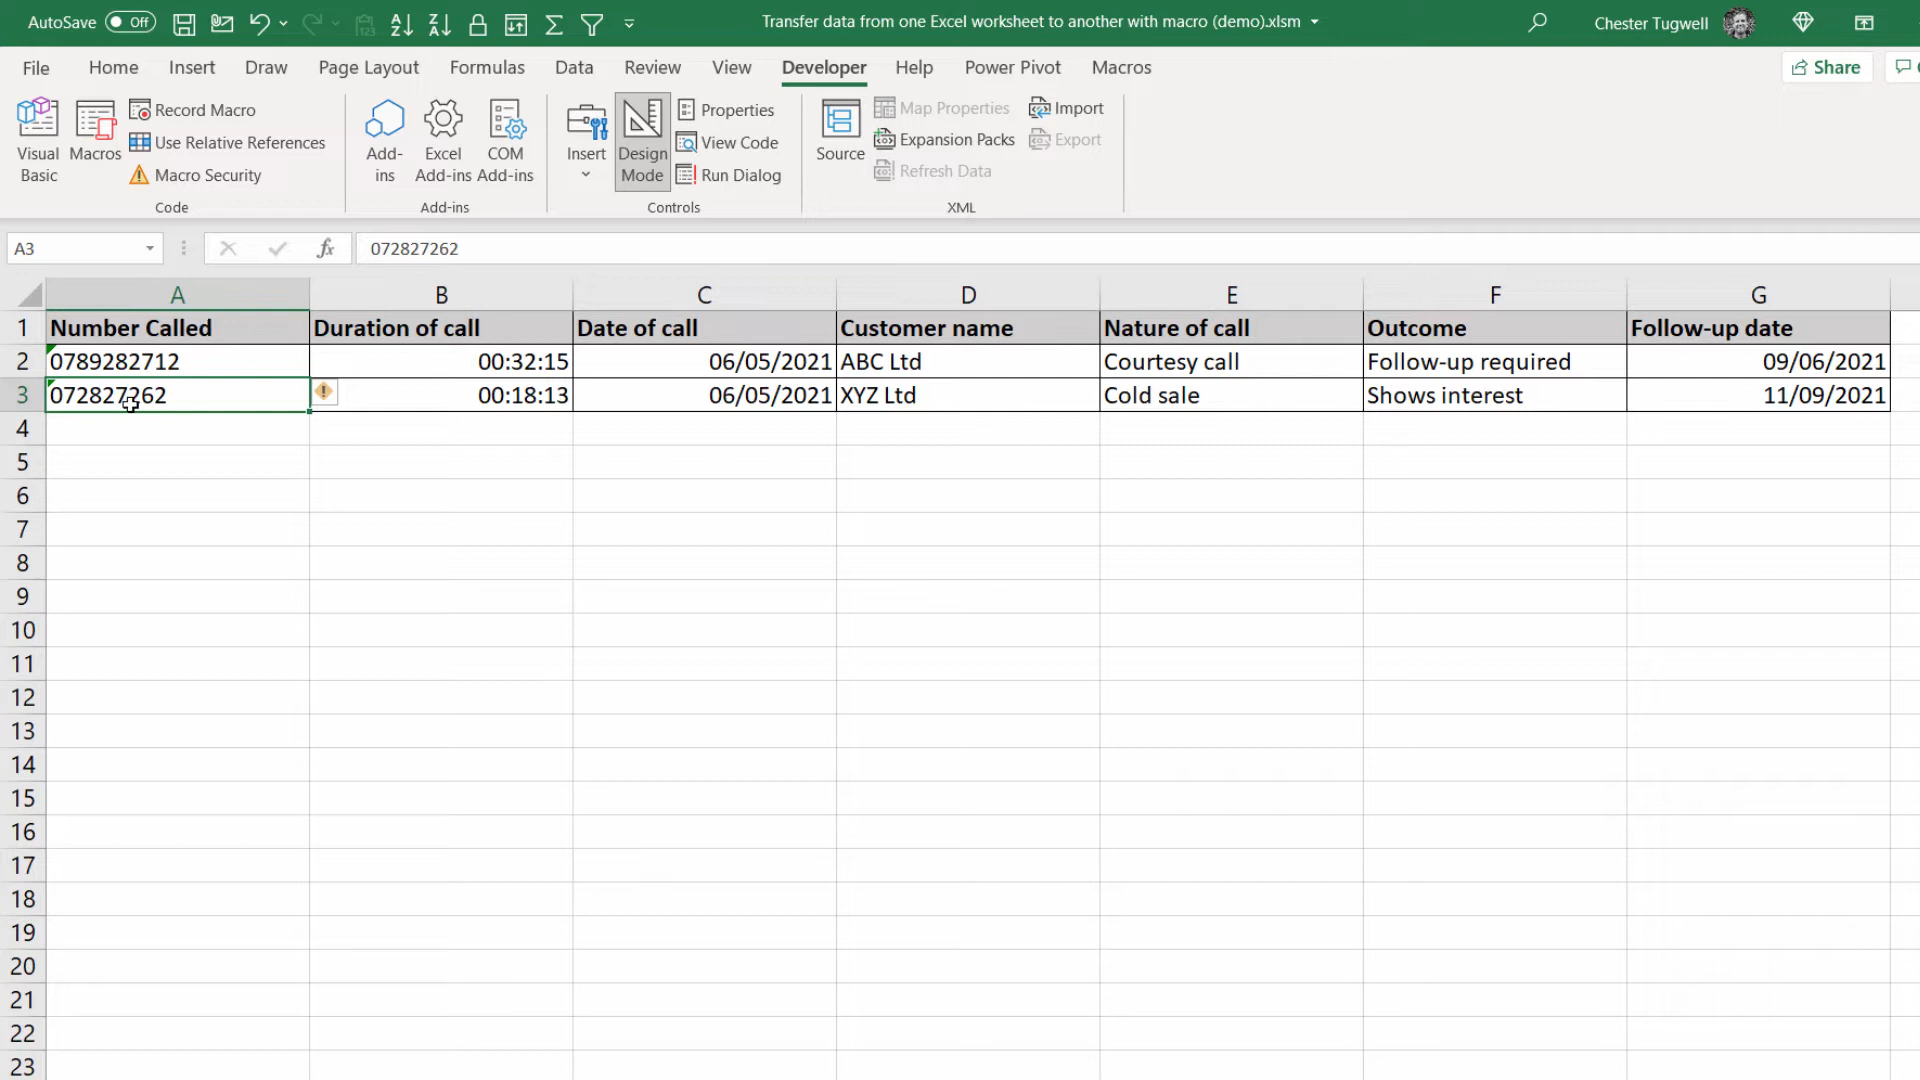 AutoSave Off Transfer data from one Excel worksheet to another with macro (demo).xlsm Chester Tugwell
File Home Insert Draw Page Layout Formulas Data Review View Developer Help Power Pivot Macros Share
Visual Basic
Macros
Record Macro
Use Relative References
Macro Security
Code
Add-ins
Excel Add-ins
COM Add-ins
Add-ins
Insert
Design Mode
Properties
View Code
Run Dialog
Controls
Source
Map Properties
Expansion Packs
Refresh Data
Import
Export
XML
A3 fx 072827262
A B C D E F G
1 Number Called Duration of call Date of call Customer name Nature of call Outcome Follow-up date
2 0789282712 00:32:15 06/05/2021 ABC Ltd Courtesy call Follow-up required 09/06/2021
3 072827262 00:18:13 06/05/2021 XYZ Ltd Cold sale Shows interest 11/09/2021
4
5
6
7
8
9
10
11
12
13
14
15
16
17
18
19
20
21
22
23